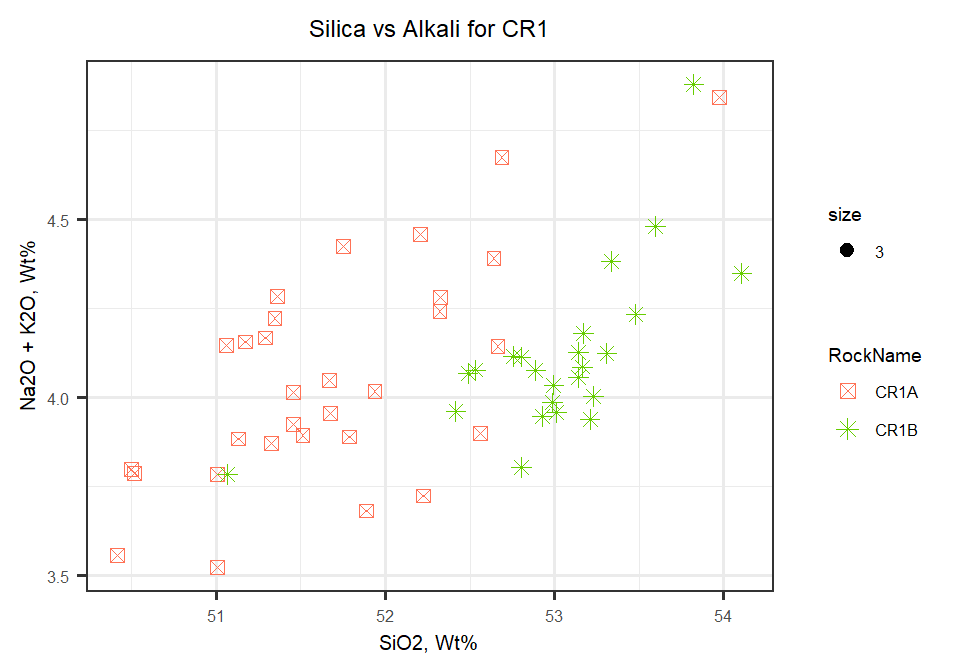 Silica vs Alkali for CR1
Na2O + K2O, Wt%
4.5
4.0
3.5
51
52
53
54
SiO2, Wt%
size
3
RockName
CR1A
CR1B